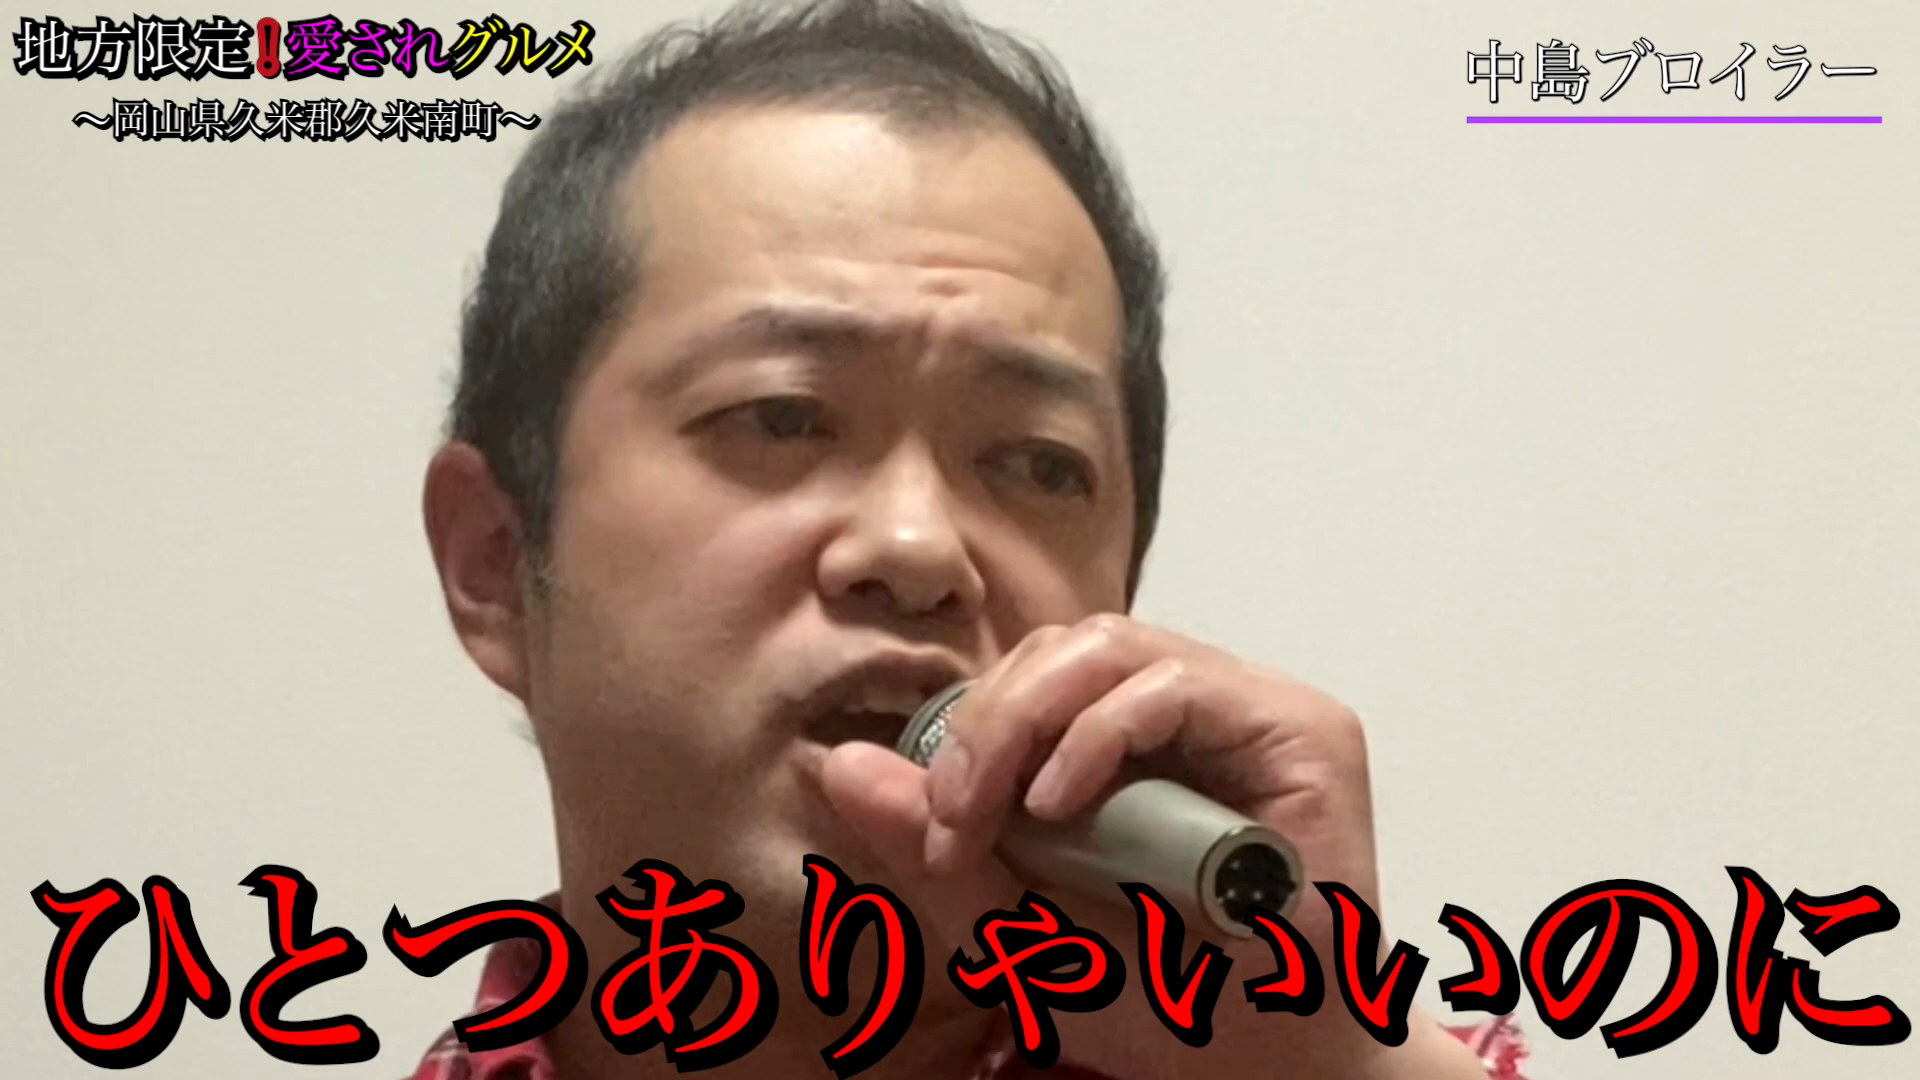 地方限定❗愛されグルメ
～岡山県久米郡久米南町～
中島ブロイラー
ひとつありゃいいのに